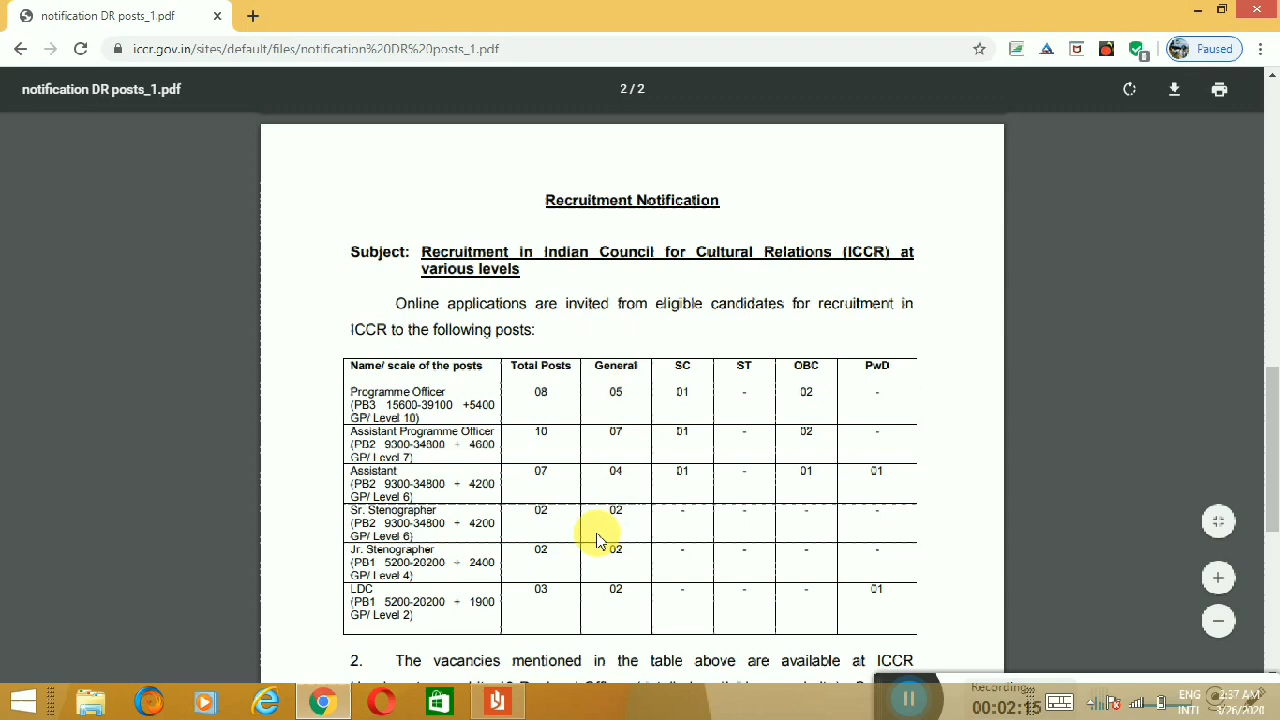 notification DR posts_1.pdf
iccr.gov.in/sites/default/files/notification%20DR%20posts_1.pdf
Paused
notification DR posts_1.pdf
2 / 2
Recruitment Notification
Subject: Recruitment in Indian Council for Cultural Relations (ICCR) at
various levels
Online applications are invited from eligible candidates for recruitment in
ICCR to the following posts:
Name/ scale of the posts Total Posts General SC ST OBC PwD
Programme Officer 08 05 01 - 02 -
(PB3 15600-39100 +5400
GP/ Level 10)
Assistant Programme Officer 10 07 01 - 02 -
(PB2 9300-34800 + 4600
GP/ Level 7)
Assistant 07 04 01 - 01 01
(PB2 9300-34800 + 4200
GP/ Level 6)
Sr. Stenographer 02 02 - - - -
(PB2 9300-34800 + 4200
GP/ Level 6)
Jr. Stenographer 02 02 - - - -
(PB1 5200-20200 + 2400
GP/ Level 4)
LDC 03 02 - - - 01
(PB1 5200-20200 + 1900
GP/ Level 2)
2. The vacancies mentioned in the table above are available at ICCR
Recording
00:02:15
ENG
INTL
2:37 AM
/26/2020